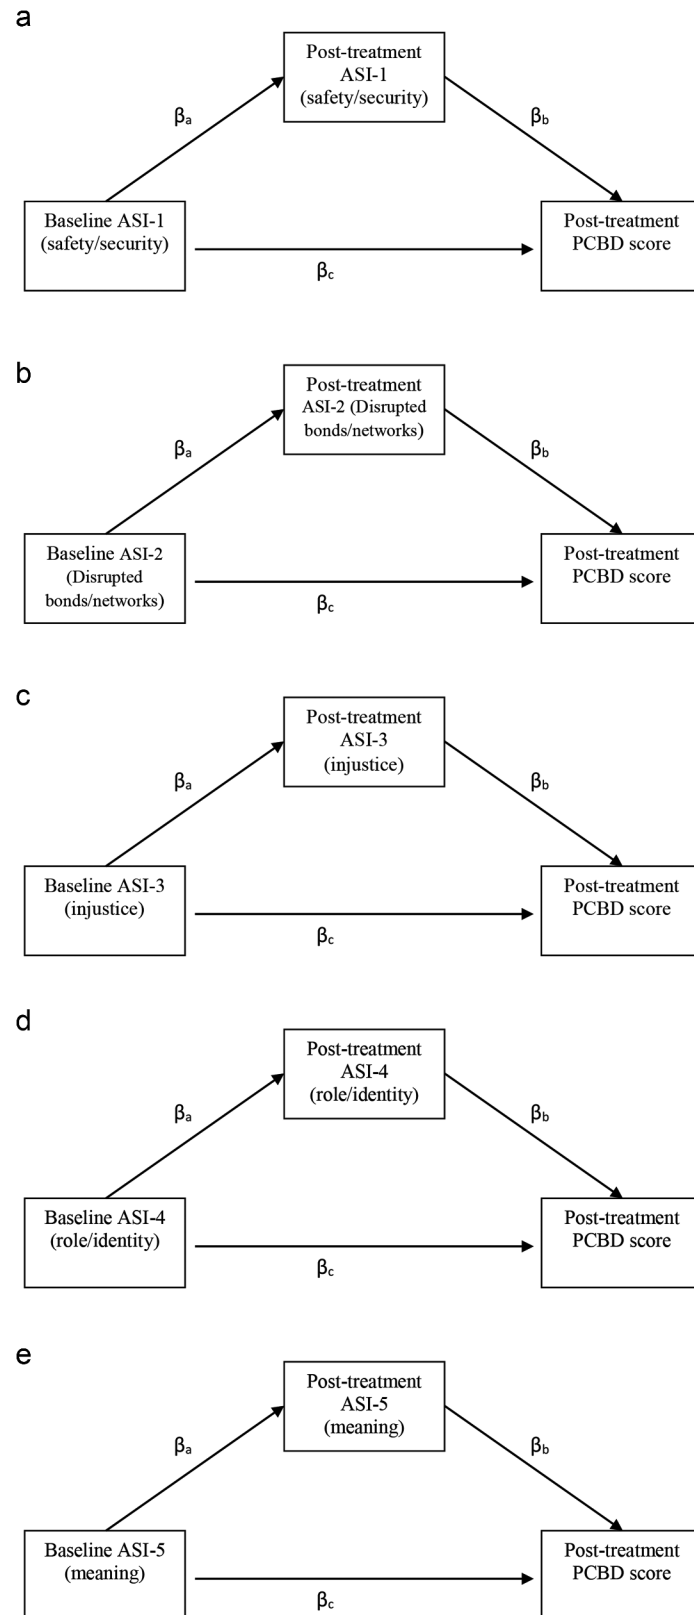 a
Post-treatment
ASI-1
(safety/security)
βa
βb
Baseline ASI-1
(safety/security)
Post-treatment
PCBD score
βc
b
Post-treatment
ASI-2 (Disrupted
bonds/networks)
βa
βb
Baseline ASI-2
(Disrupted
bonds/networks)
Post-treatment
PCBD score
βc
c
Post-treatment
ASI-3
(injustice)
βa
βb
Baseline ASI-3
(injustice)
Post-treatment
PCBD score
βc
d
Post-treatment
ASI-4
(role/identity)
βa
βb
Baseline ASI-4
(role/identity)
Post-treatment
PCBD score
βc
e
Post-treatment
ASI-5
(meaning)
βa
βb
Baseline ASI-5
(meaning)
Post-treatment
PCBD score
βc